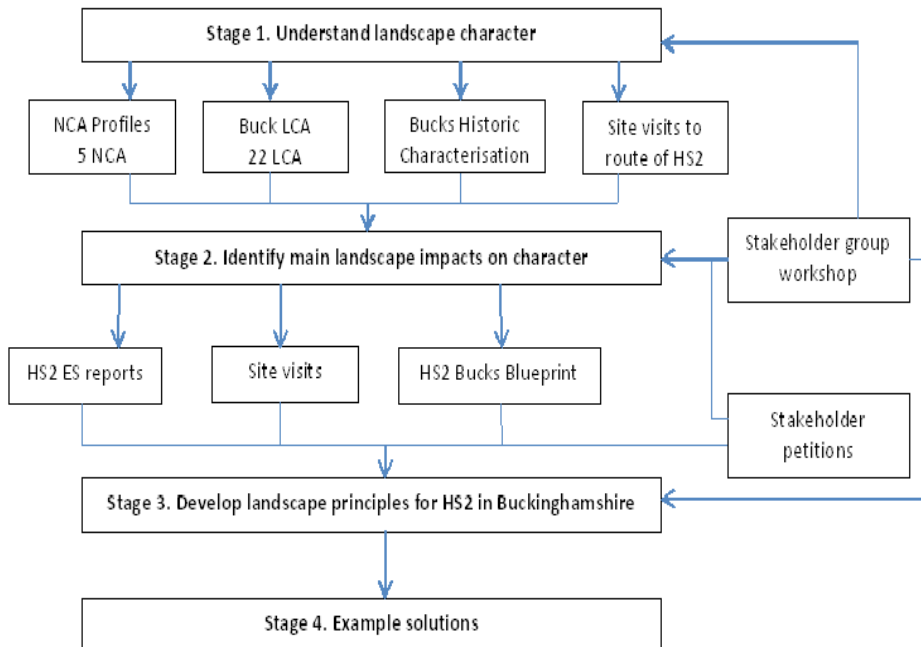 Stage 1. Understand landscape character
NCA Profiles
5 NCA
Buck LCA
22 LCA
Bucks Historic
Characterisation
Site visits to
route of HS2
Stage 2. Identify main landscape impacts on character
Stakeholder group
workshop
HS2 ES reports
Site visits
HS2 Bucks Blueprint
Stakeholder
petitions
Stage 3. Develop landscape principles for HS2 in Buckinghamshire
Stage 4. Example solutions